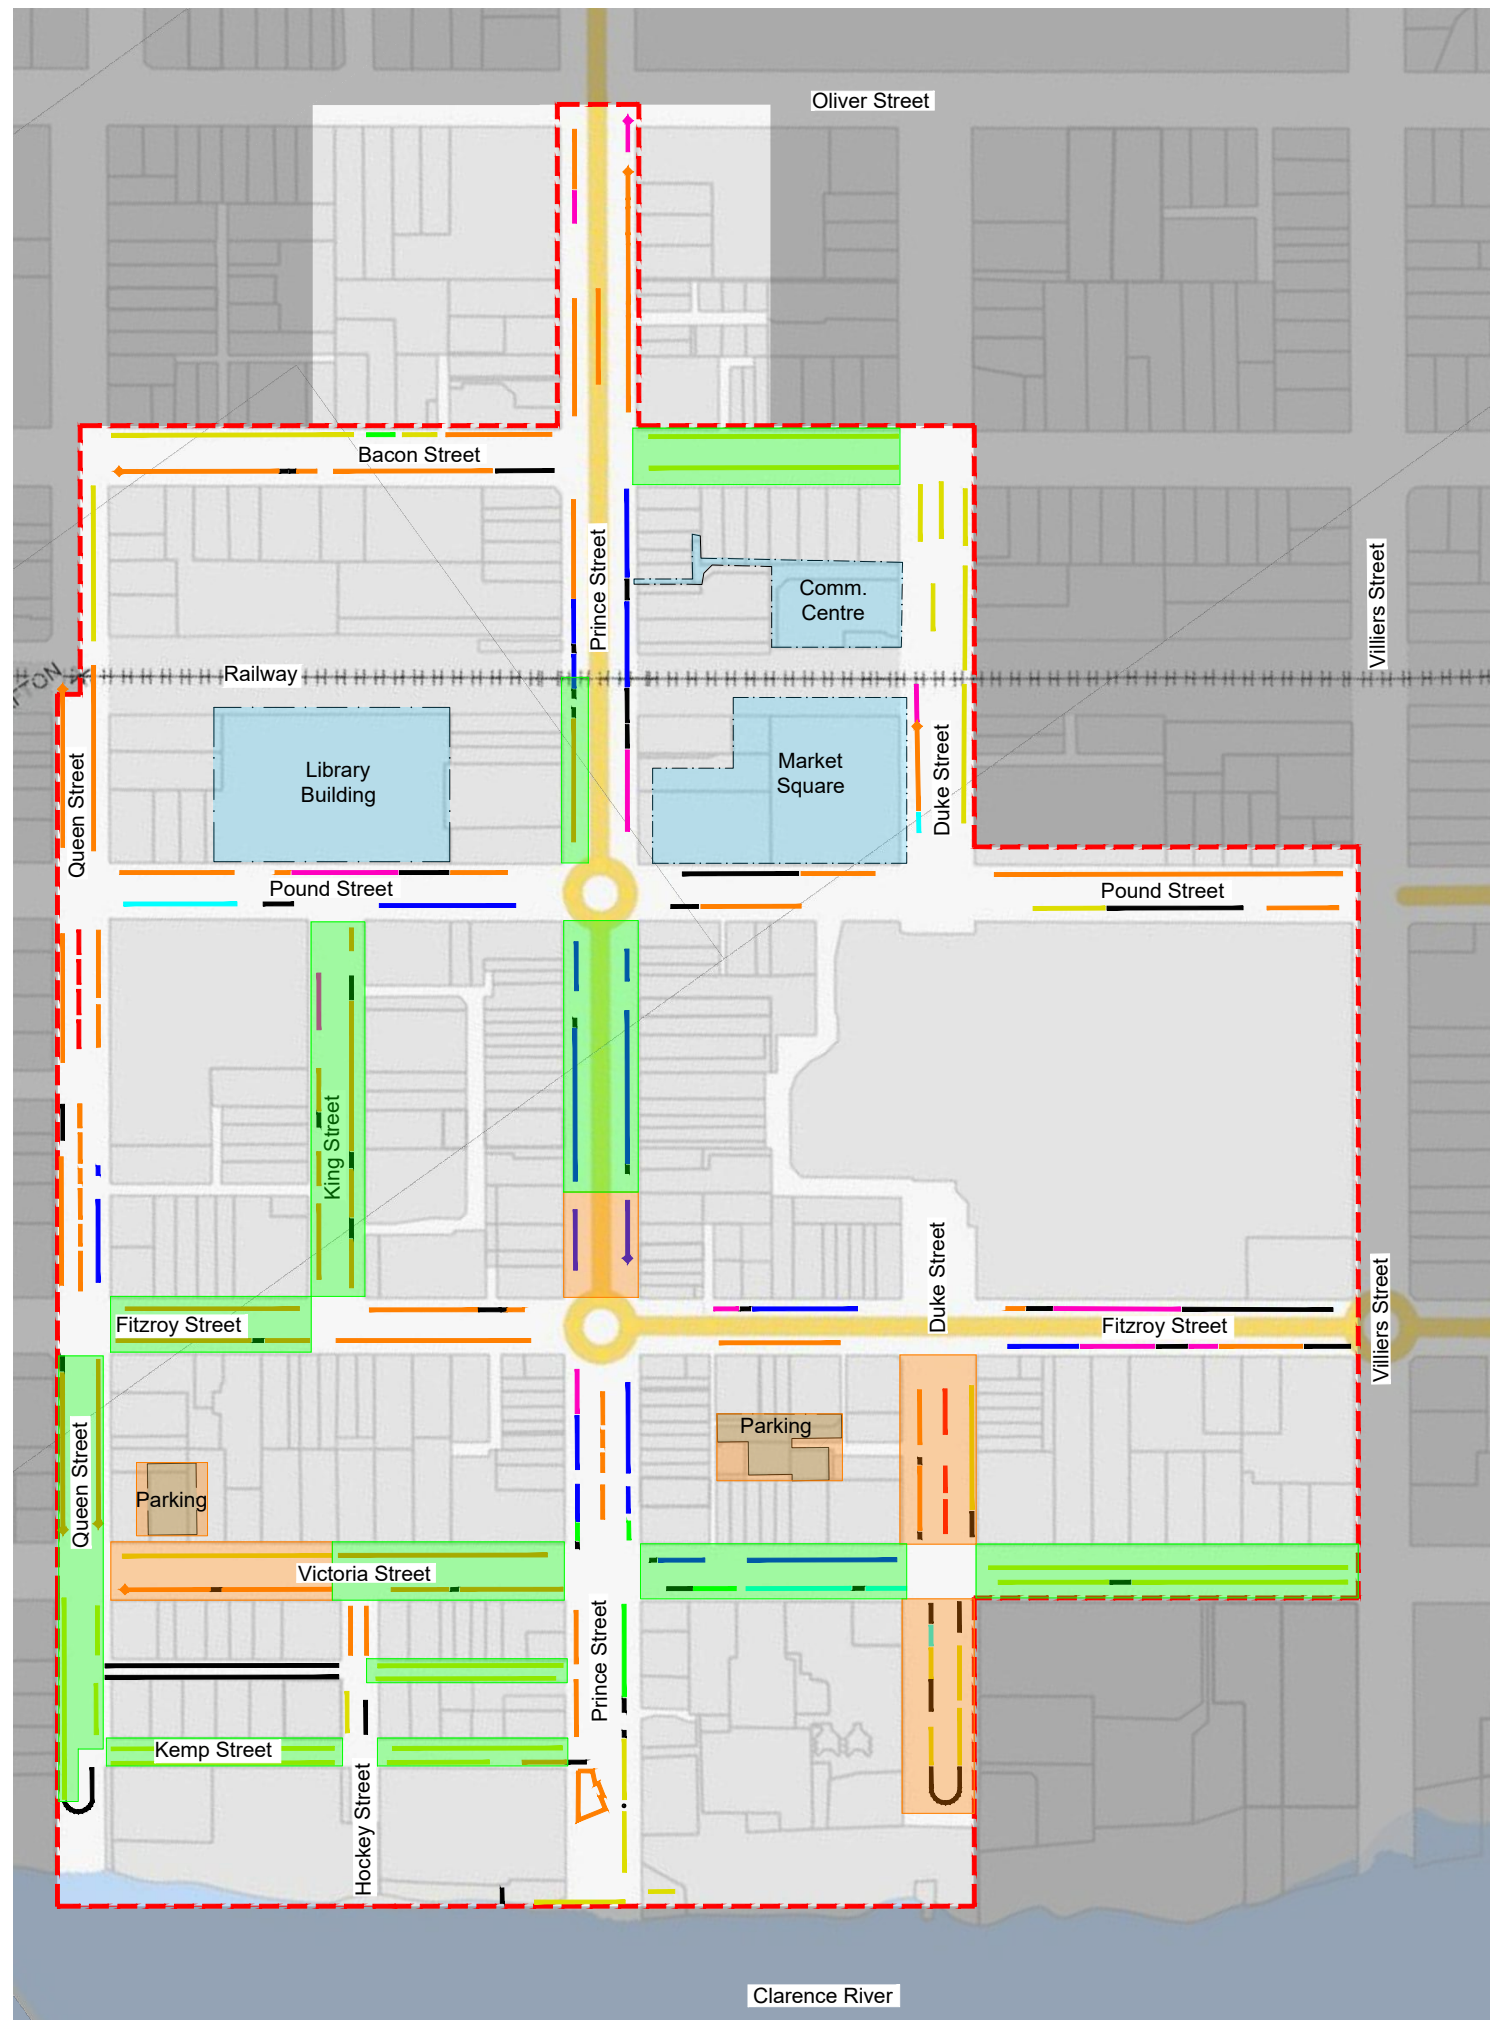 Oliver Street
Bacon Street
Prince Street
Comm.
Centre
Villiers Street
TON
Railway
Library
Building
Market
Square
Queen Street
Duke Street
Pound Street
Pound Street
King Street
Duke Street
Fitzroy Street
Fitzroy Street
Villiers Street
Parking
Queen Street
Parking
Victoria Street
Prince Street
Kemp Street
Hockey Street
Clarence River